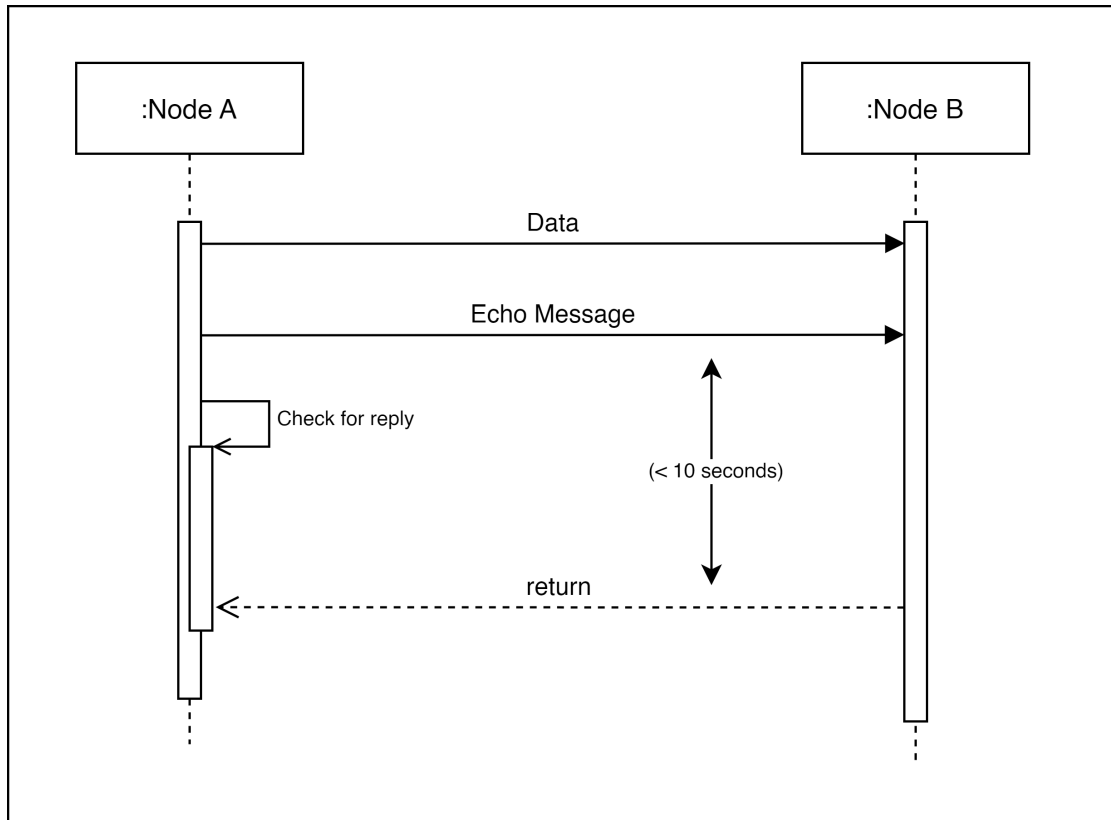 :Node A
:Node B
Data
Echo Message
Check for reply
(< 10 seconds)
return